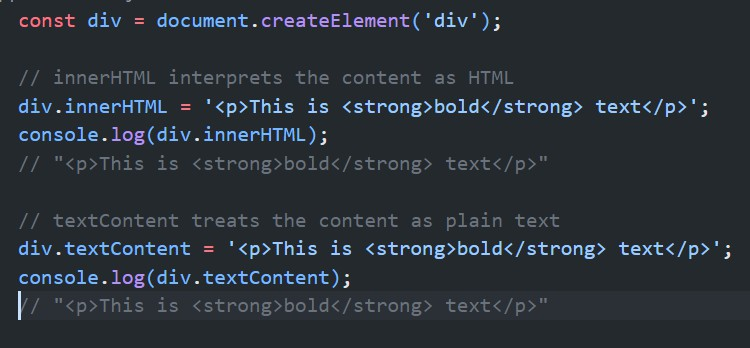 const div = document.createElement('div');
// innerHTML interprets the content as HTML
div.innerHTML = '<p>This is <strong>bold</strong> text</p>';
console.log(div.innerHTML);
// "<p>This is <strong>bold</strong> text</p>"
// textContent treats the content as plain text
div.textContent = '<p>This is <strong>bold</strong> text</p>';
console.log(div.textContent);
// "<p>This is <strong>bold</strong> text</p>"